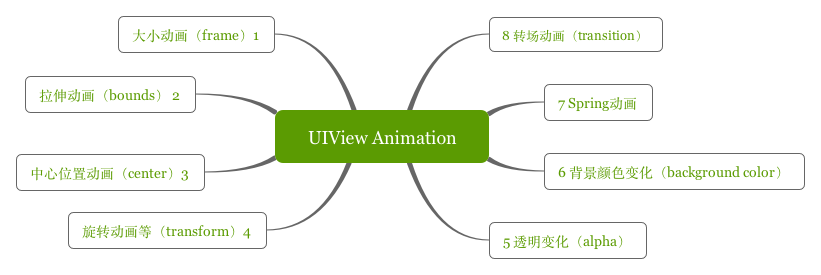 大小动画（frame）1
拉伸动画（bounds） 2
中心位置动画（center）3
旋转动画等（transform）4
UIView Animation
8 转场动画（transition）
7 Spring动画
6 背景颜色变化（background color）
5 透明变化（alpha）